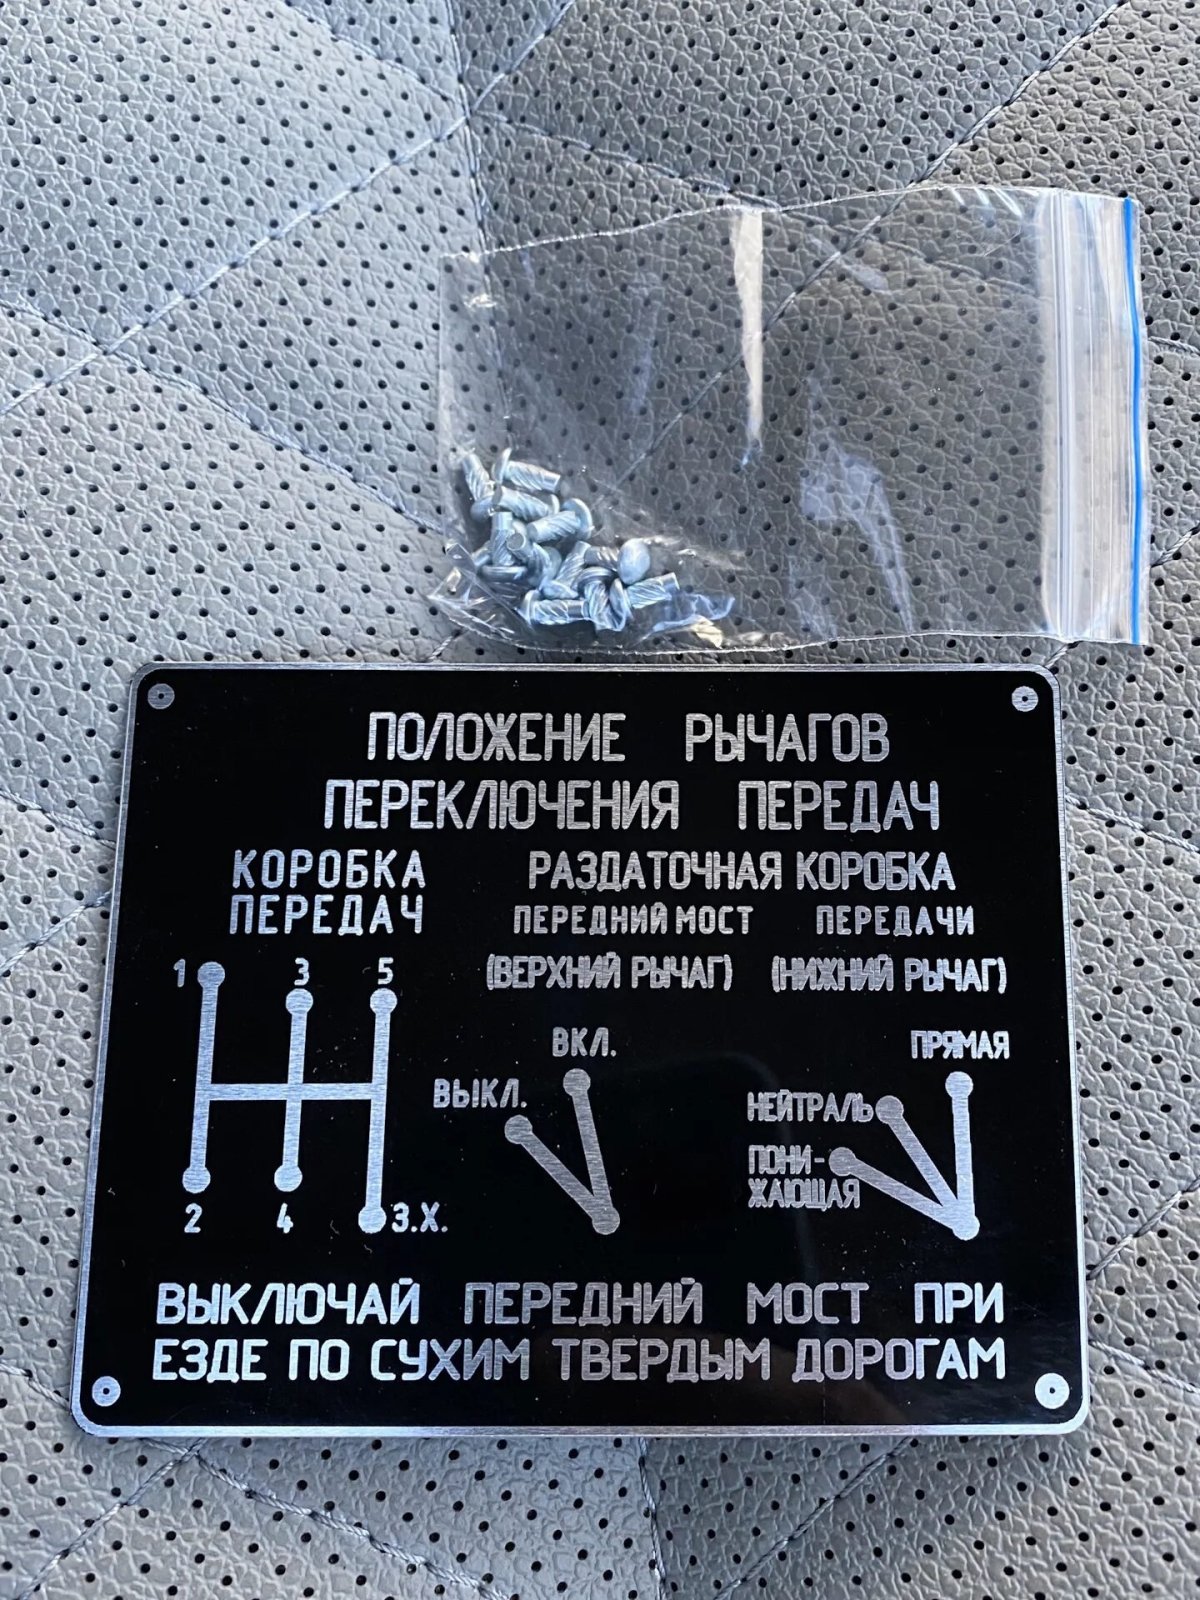 ПОЛОЖЕНИЕ РЫЧАГОВ
ПЕРЕКЛЮЧЕНИЯ ПЕРЕДАЧ
КОРОБКА
ПЕРЕДАЧ
1 3 5
2 4 З.Х.
РАЗДАТОЧНАЯ КОРОБКА
ПЕРЕДНИЙ МОСТ
(ВЕРХНИЙ РЫЧАГ)
ВКЛ.
ВЫКЛ.
ПЕРЕДАЧИ
(НИЖНИЙ РЫЧАГ)
ПРЯМАЯ
НЕЙТРАЛЬ
ПОНИ-
ЖАЮЩАЯ
ВЫКЛЮЧАЙ ПЕРЕДНИЙ МОСТ ПРИ
ЕЗДЕ ПО СУХИМ ТВЕРДЫМ ДОРОГАМ